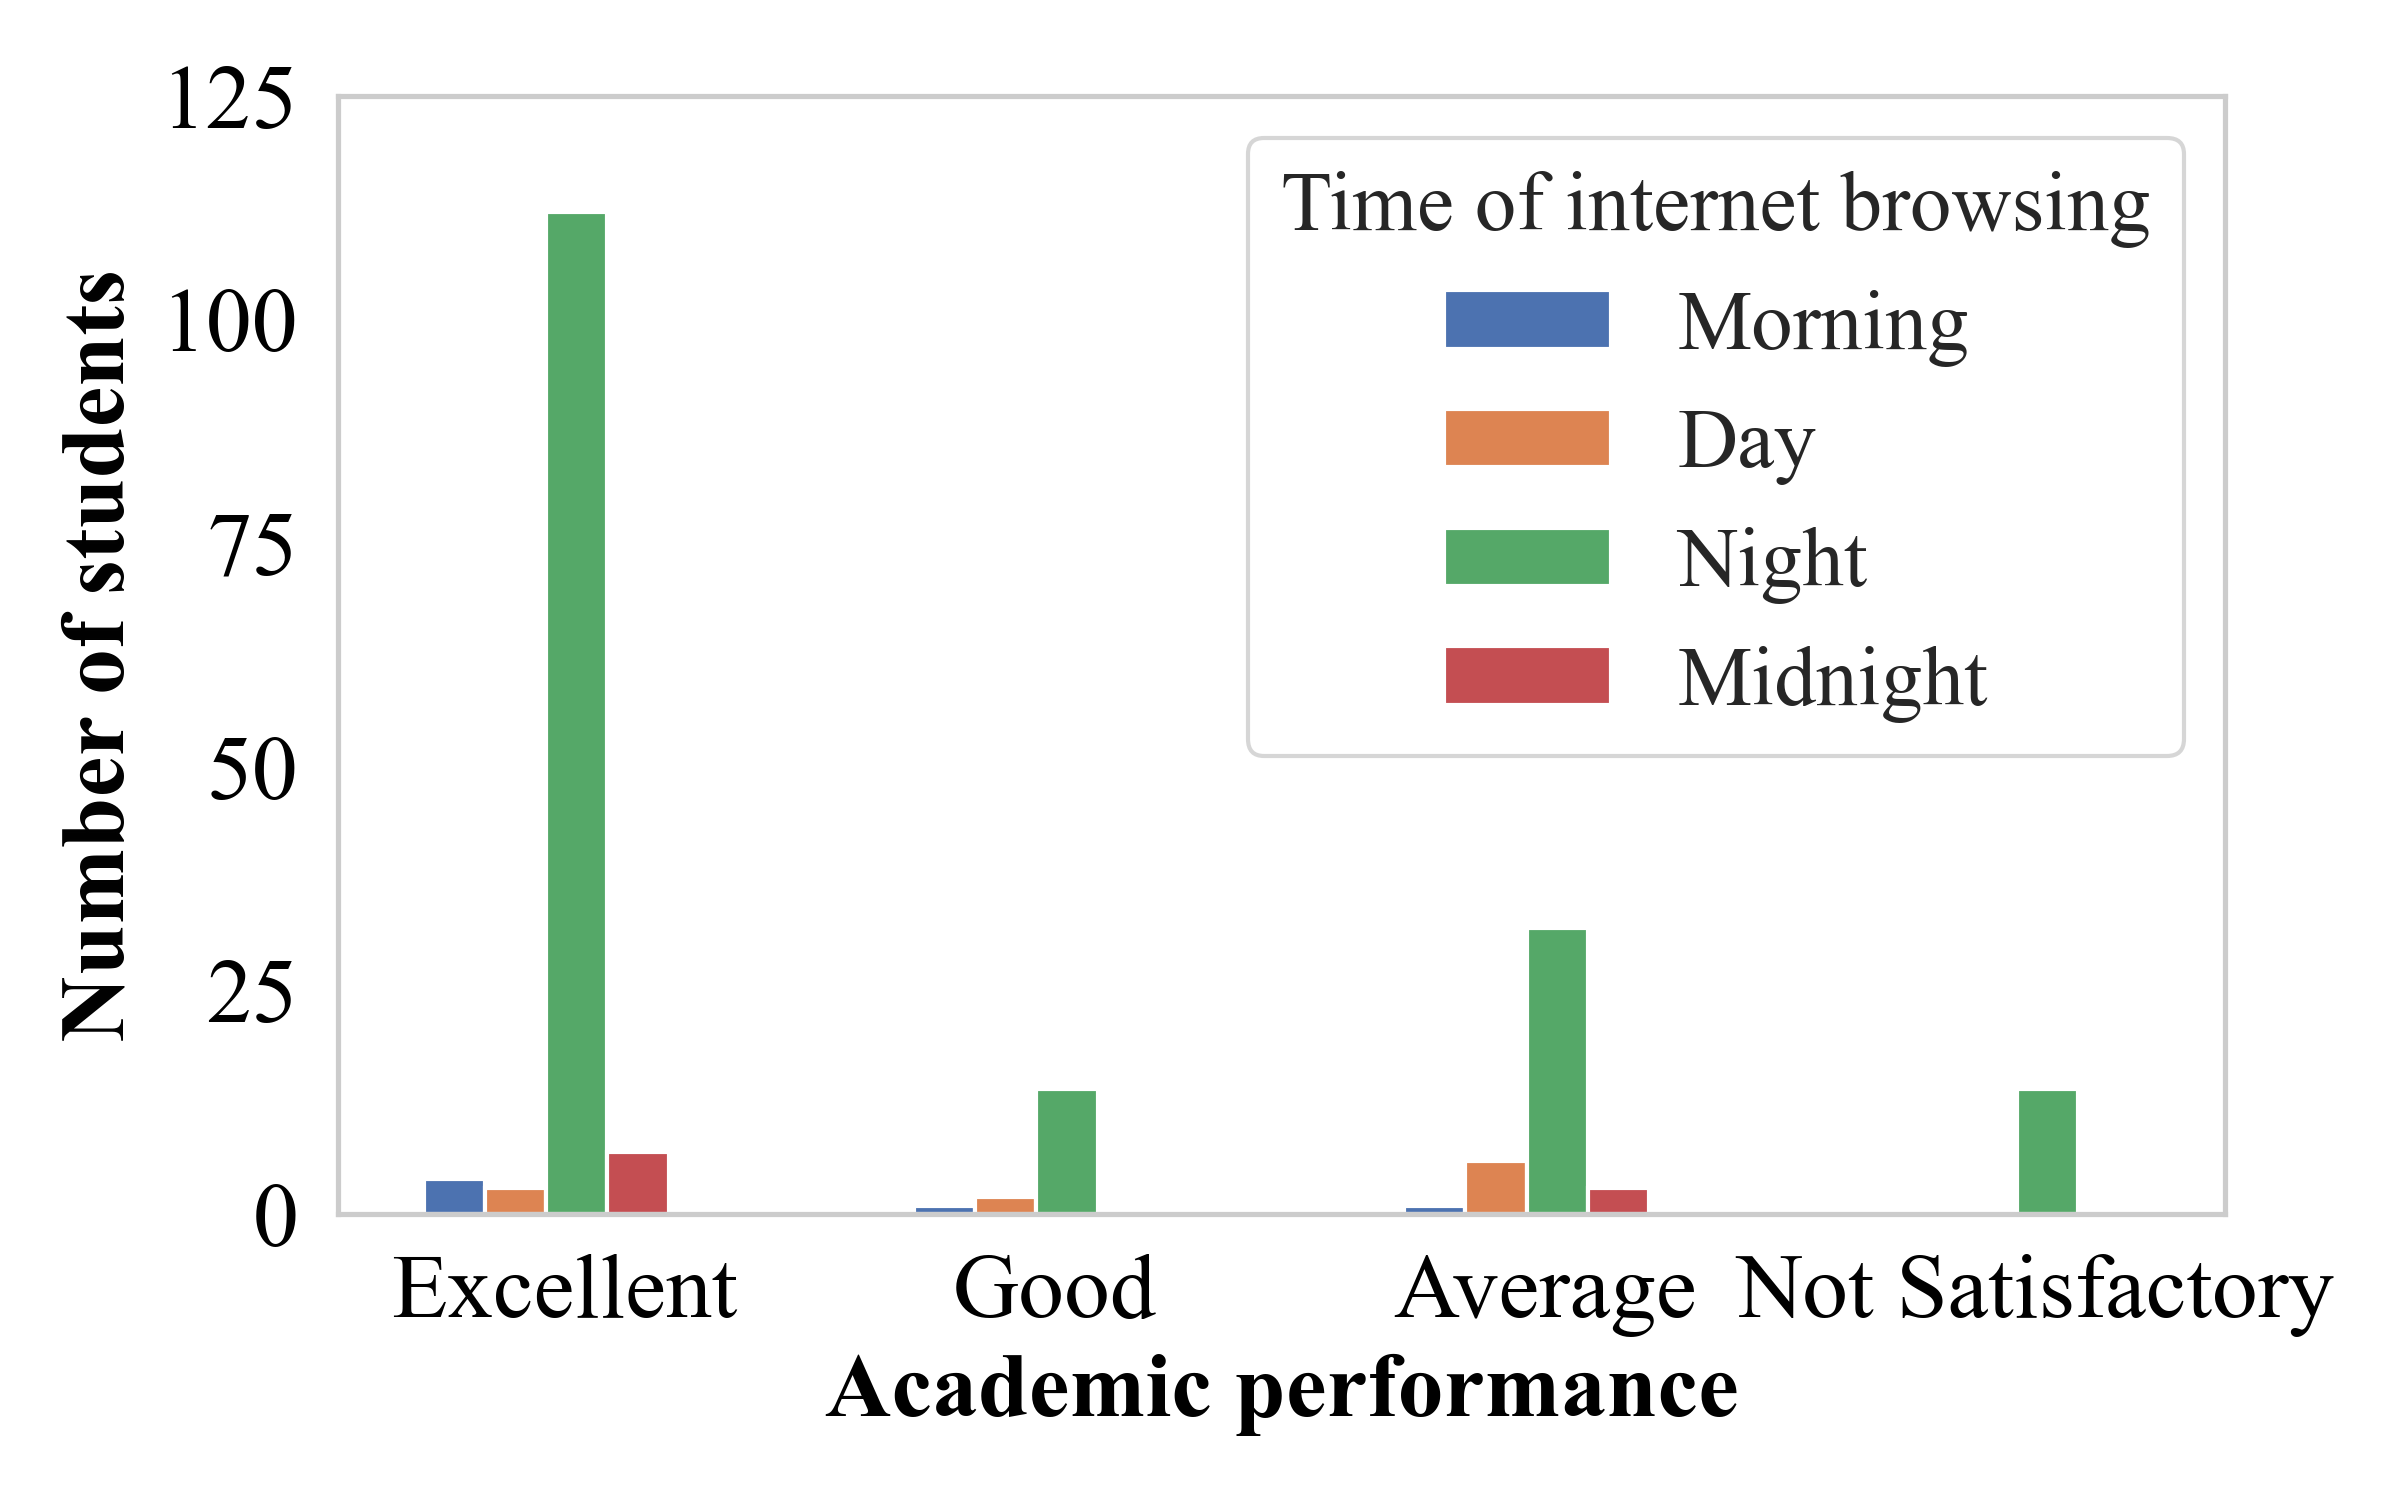 125
100
75
50
25
0
Number of students
Time of internet browsing
Morning
Day
Night
Midnight
Excellent Good Average Not Satisfactory
Academic performance